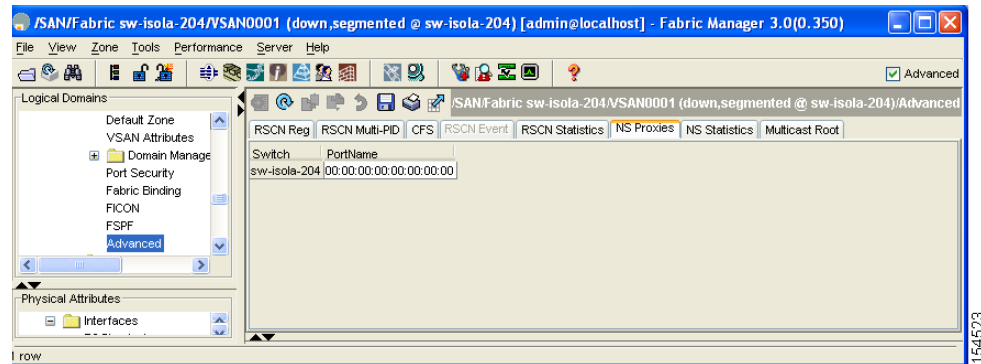 /SAN/Fabric sw-isola-204/VSAN0001 (down,segmented @ sw-isola-204) [admin@localhost] - Fabric Manager 3.0(0.350)
File View Zone Tools Performance Server Help
Advanced
Logical Domains
/SAN/Fabric sw-isola-204/VSAN0001 (down,segmented @ sw-isola-204)/Advanced
Default Zone
VSAN Attributes
Domain Manage
Port Security
Fabric Binding
FICON
FSPF
Advanced
RSCN Reg RSCN Multi-PID CFS RSCN Event RSCN Statistics NS Proxies NS Statistics Multicast Root
Switch PortName
sw-isola-204 00:00:00:00:00:00:00:00
Physical Attributes
Interfaces
1 row
154523